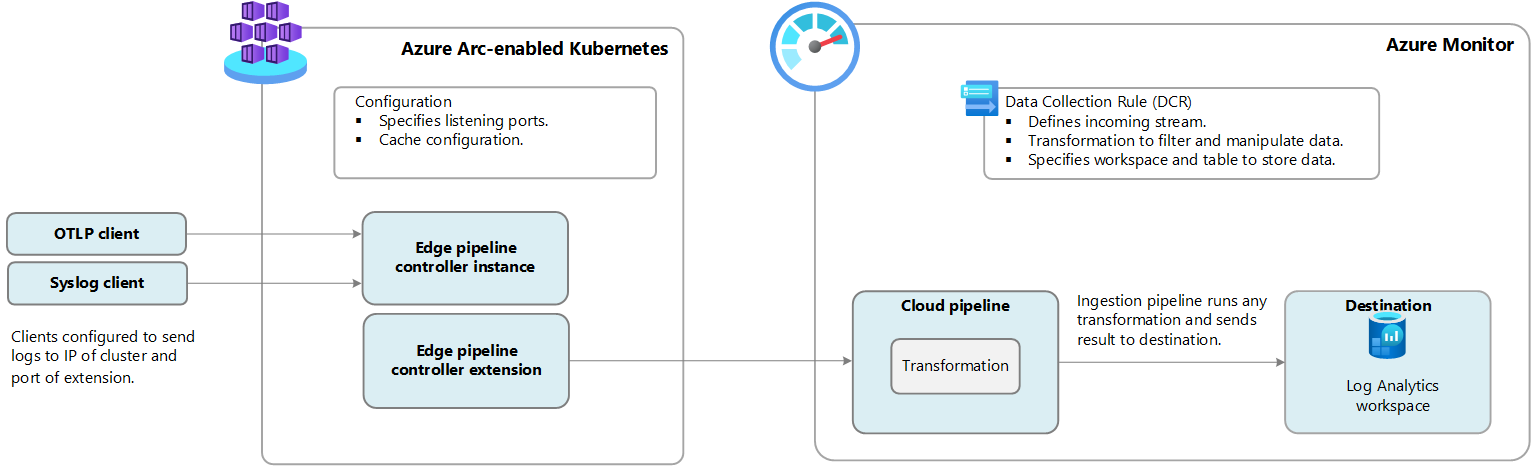 Azure Arc-enabled Kubernetes
Configuration
▪ Specifies listening ports.
▪ Cache configuration.
OTLP client
Syslog client
Clients configured to send
logs to IP of cluster and
port of extension.
Edge pipeline
controller instance
Edge pipeline
controller extension
Azure Monitor
Data Collection Rule (DCR)
▪ Defines incoming stream.
▪ Transformation to filter and manipulate data.
▪ Specifies workspace and table to store data.
Cloud pipeline
Transformation
Ingestion pipeline runs any
transformation and sends
result to destination.
Destination
Log Analytics
workspace